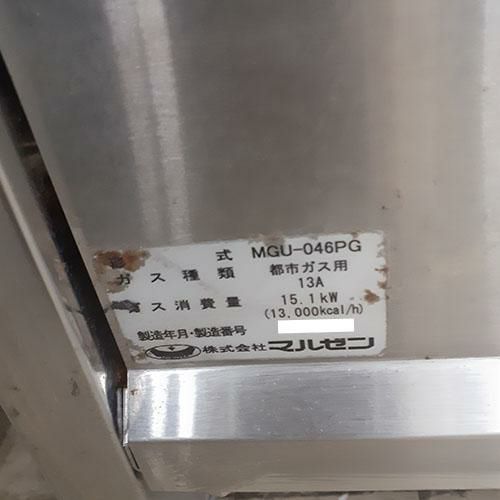 式 MGU-046PG
ガス種類 都市ガス用
13A
ス消費量 15.1kW
(13,000kcal/h)
製造年月・製造番号
株式会社マルゼン